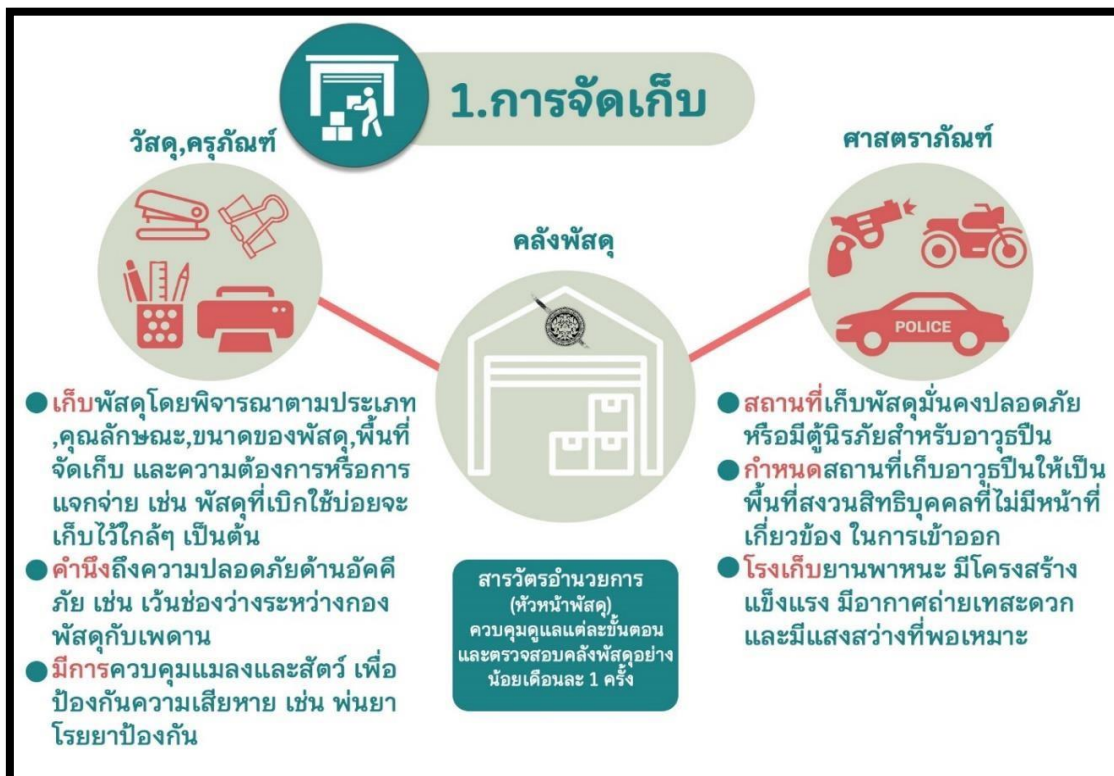 1.การจัดเก็บ
วัสดุ,ครุภัณฑ์
คลังพัสดุ
ศาสตราภัณฑ์
POLICE
เก็บพัสดุโดยพิจารณาตามประเภท
,คุณลักษณะ,ขนาดของพัสดุ,พื้นที่
จัดเก็บ และความต้องการหรือการ
แจกจ่าย เช่น พัสดุที่เบิกใช้บ่อยจะ
เก็บไว้ใกล้ๆ เป็นต้น
คำนึงถึงความปลอดภัยด้านอัคคี
ภัย เช่น เว้นช่องว่างระหว่างกอง
พัสดุกับเพดาน
มีการควบคุมแมลงและสัตว์ เพื่อ
ป้องกันความเสียหาย เช่น พ่นยา
โรยยาป้องกัน
สารวัตรอำนวยการ
(หัวหน้าพัสดุ)
ควบคุมดูแลแต่ละขั้นตอน
และตรวจสอบคลังพัสดุอย่าง
น้อยเดือนละ 1 ครั้ง
สถานที่เก็บพัสดุมั่นคงปลอดภัย
หรือมีตู้นิรภัยสำหรับอาวุธปืน
กำหนดสถานที่เก็บอาวุธปืนให้เป็น
พื้นที่สงวนสิทธิบุคคลที่ไม่มีหน้าที่
เกี่ยวข้อง ในการเข้าออก
โรงเก็บยานพาหนะ มีโครงสร้าง
แข็งแรง มีอากาศถ่ายเทสะดวก
และมีแสงสว่างที่พอเหมาะ